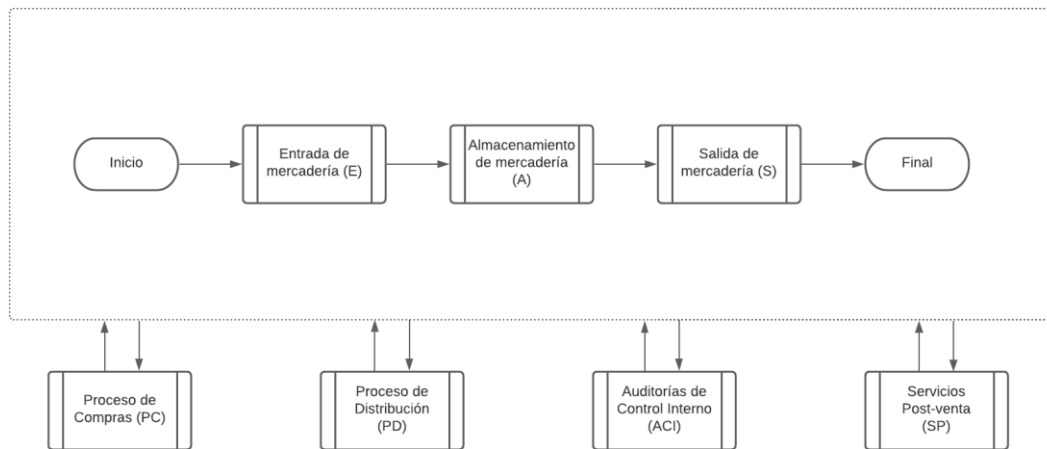 Inicio
Entrada de
mercadería (E)
Almacenamiento
de mercadería
(A)
Salida de
mercadería (S)
Final
Proceso de
Compras (PC)
Proceso de
Distribución
(PD)
Auditorías de
Control Interno
(ACI)
Servicios
Post-venta
(SP)